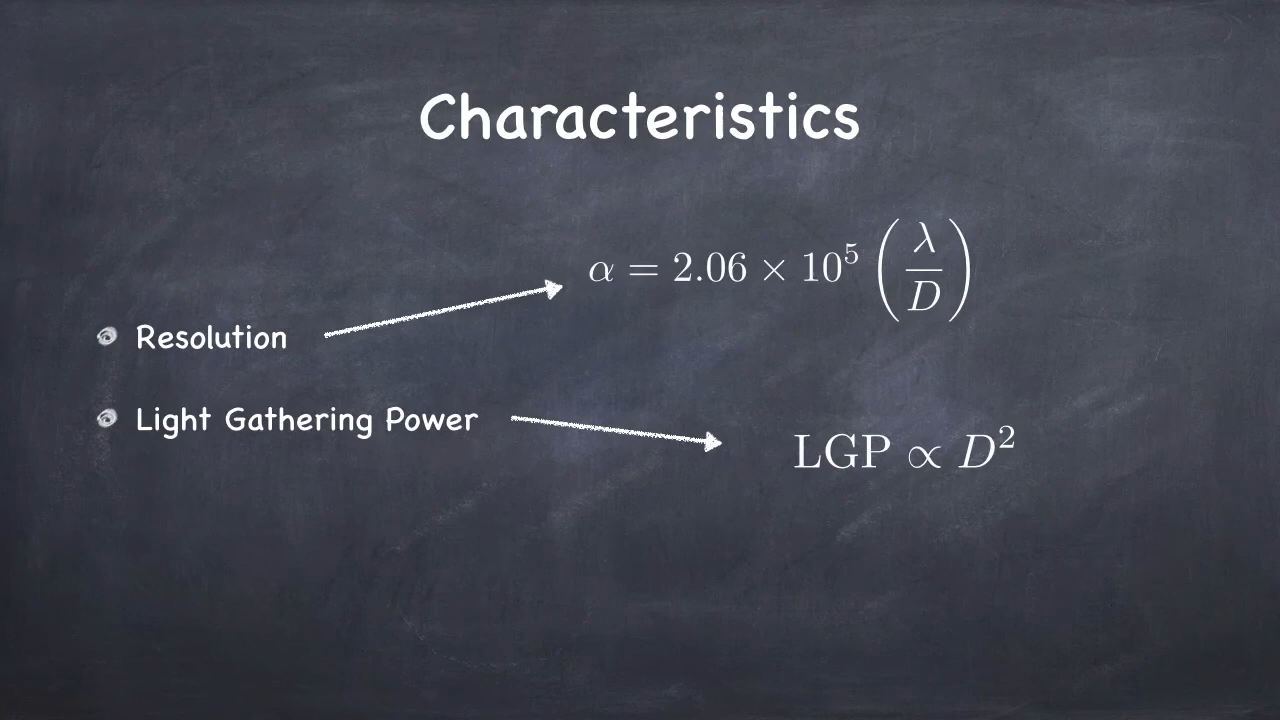 Characteristics
α = 2.06 × 10⁵ (λ/D)
Resolution
Light Gathering Power
LGP ∝ D²